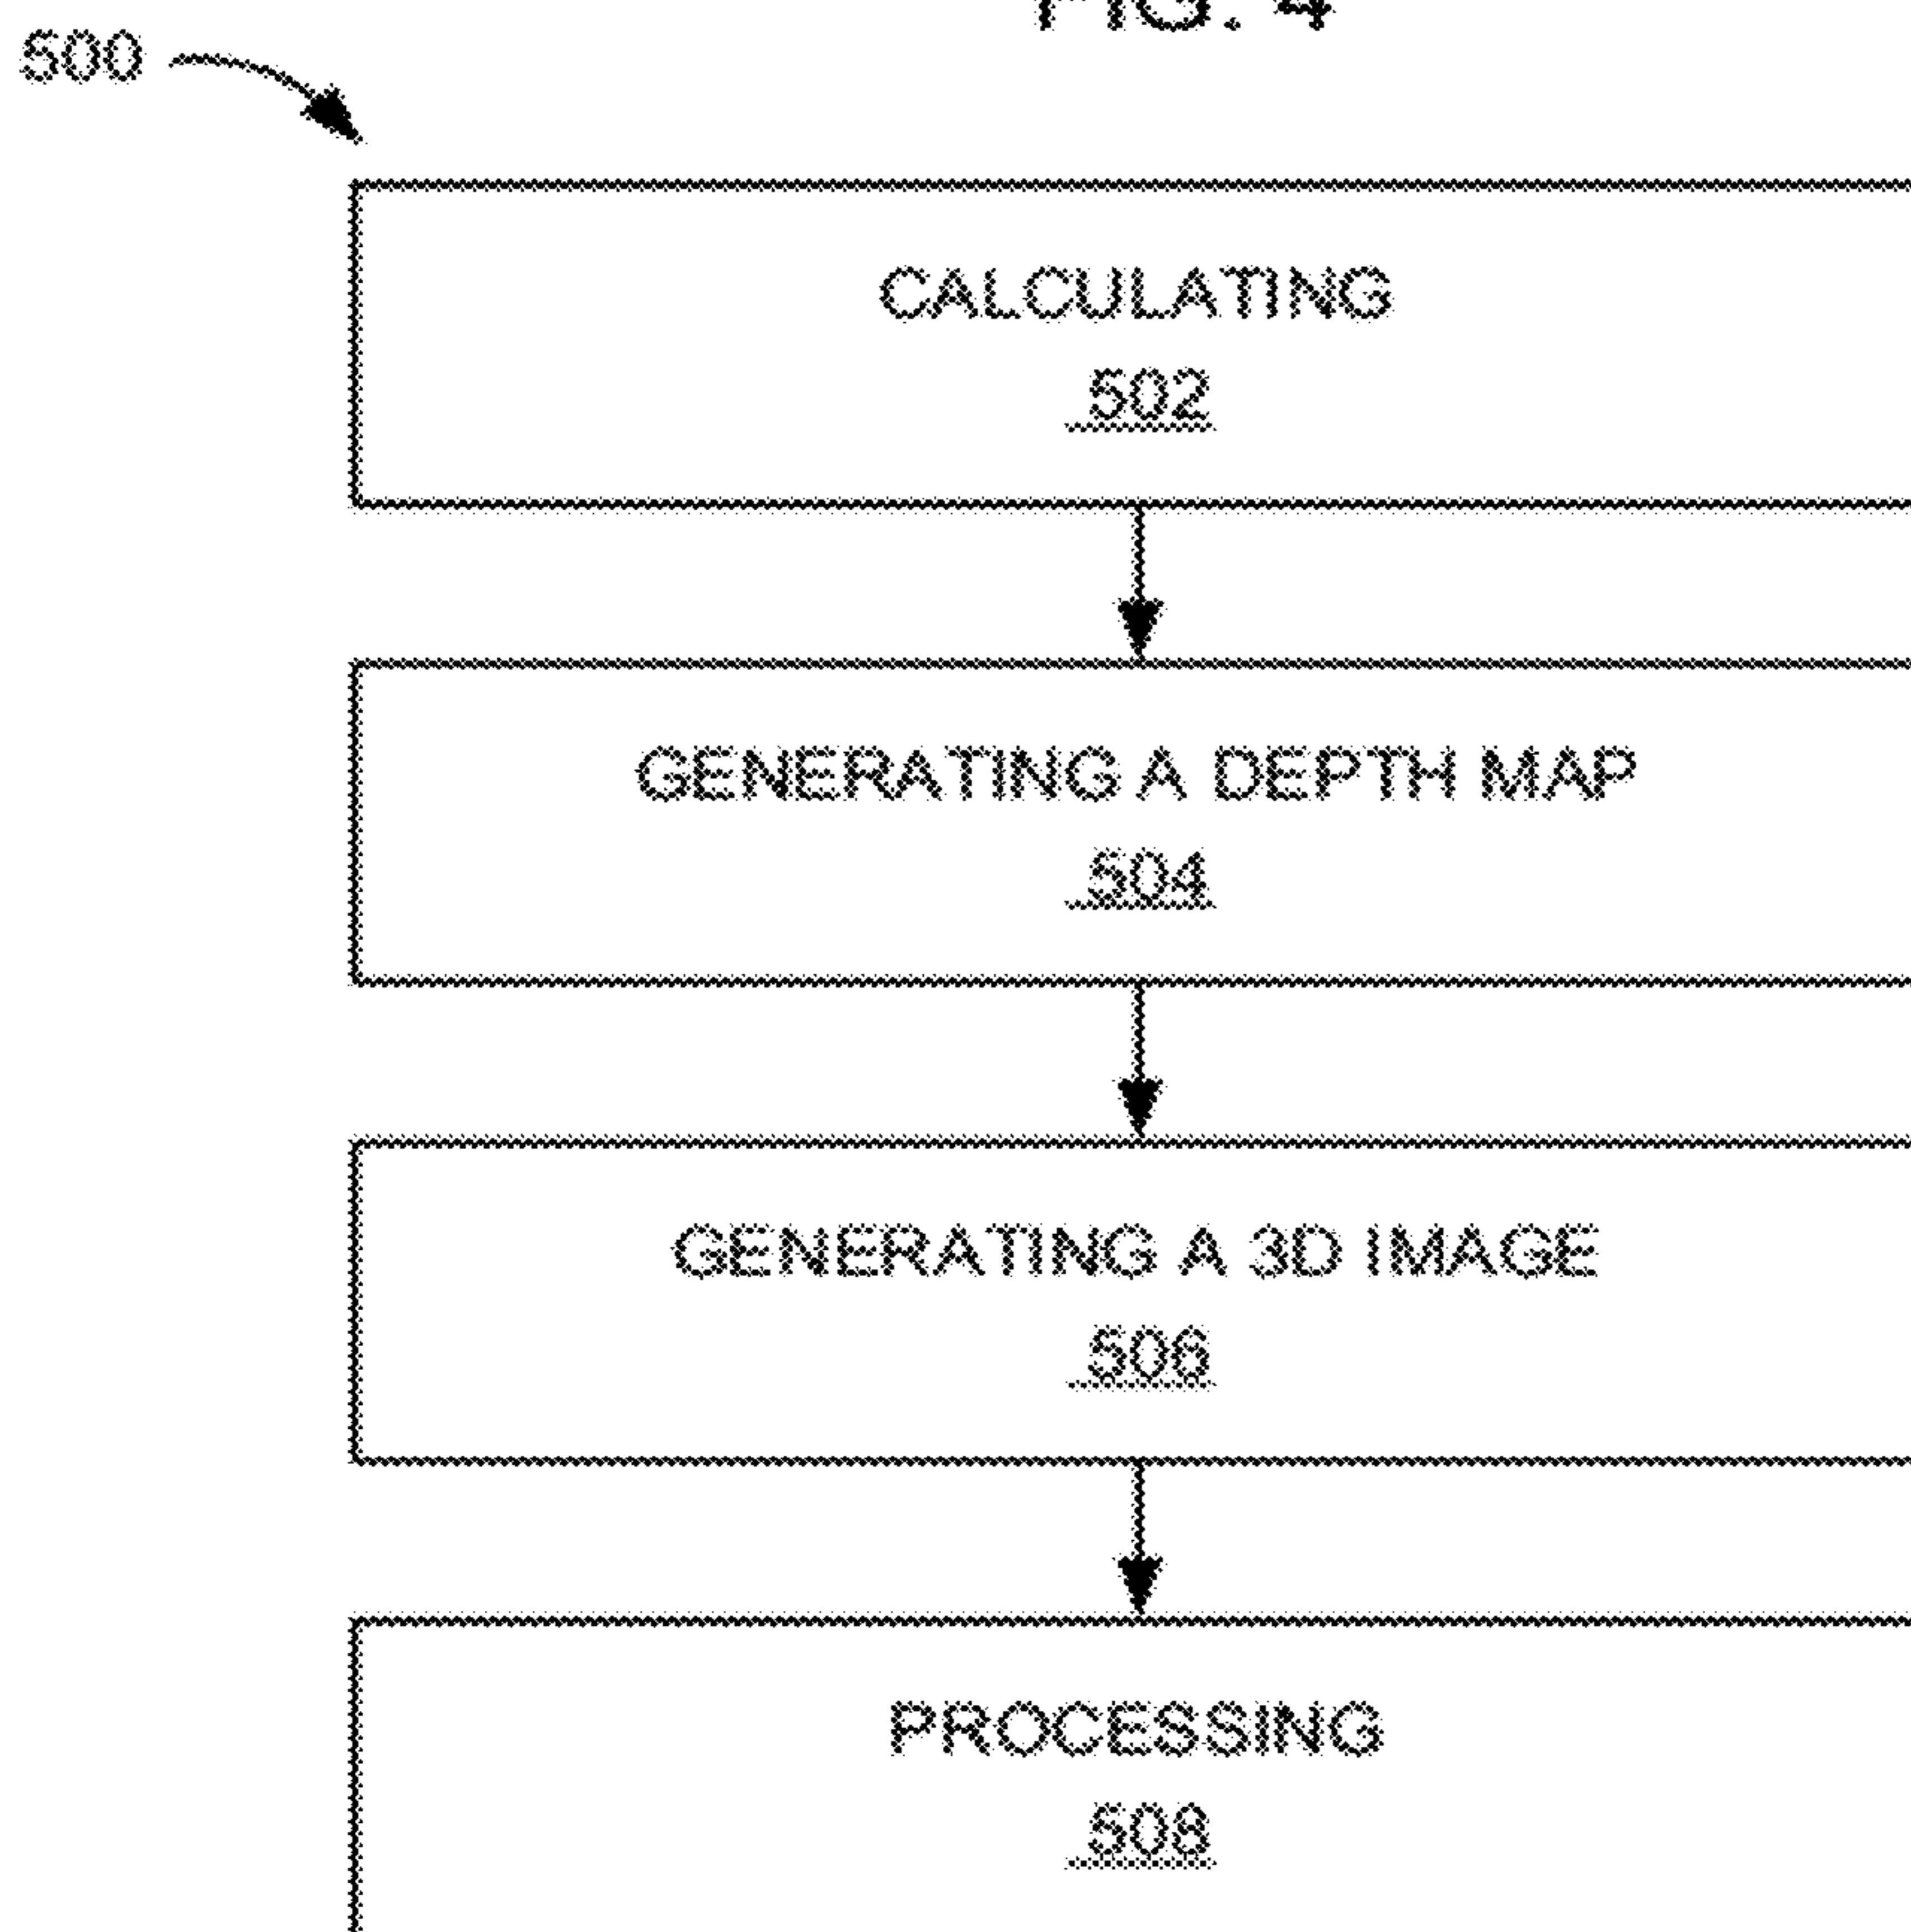 FIG. 4
500
CALCULATING
502
GENERATING A DEPTH MAP
504
GENERATING A 3D IMAGE
506
PROCESSING
508